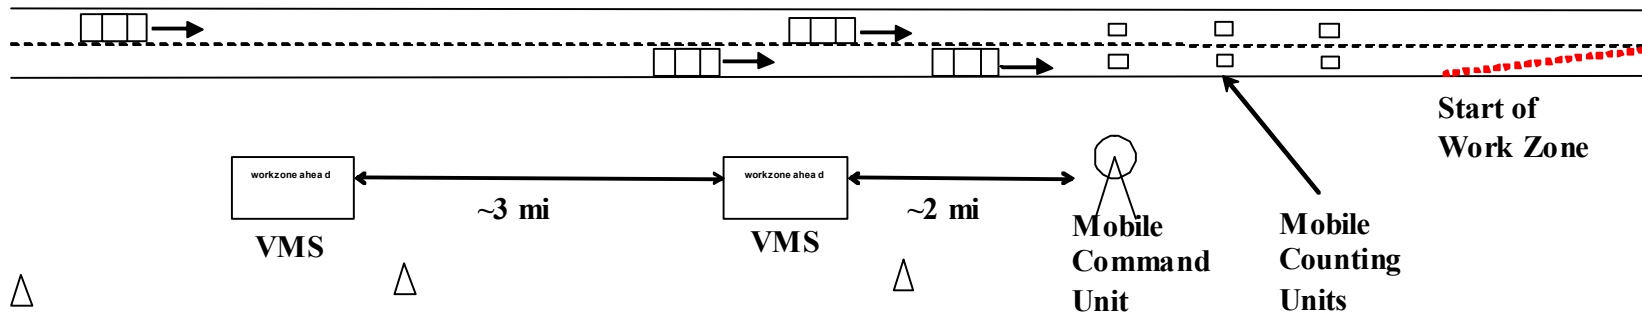 Start of
Work Zone
workzone ahea d
workzone ahea d
~3 mi
~2 mi
VMS
VMS
Mobile
Command
Unit
Mobile
Counting
Units